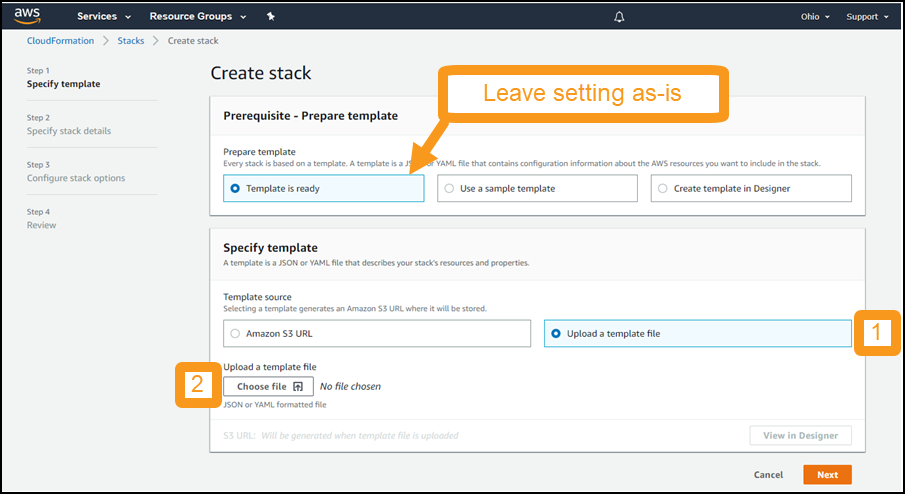 aws Services Resource Groups Ohio Support
CloudFormation Stacks Create stack
Step 1
Specify template
Step 2
Specify stack details
Step 3
Configure stack options
Step 4
Review
Create stack
Leave setting as-is
Prerequisite - Prepare template
Prepare template
Every stack is based on a template. A template is a JSON or YAML file that contains configuration information about the AWS resources you want to include in the stack.
Template is ready
Use a sample template
Create template in Designer
Specify template
A template is a JSON or YAML file that describes your stack's resources and properties.
Template source
Selecting a template generates an Amazon S3 URL where it will be stored.
Amazon S3 URL
Upload a template file
1
Upload a template file
2
Choose file No file chosen
JSON or YAML formatted file
S3 URL: Will be generated when template file is uploaded
View in Designer
Cancel Next